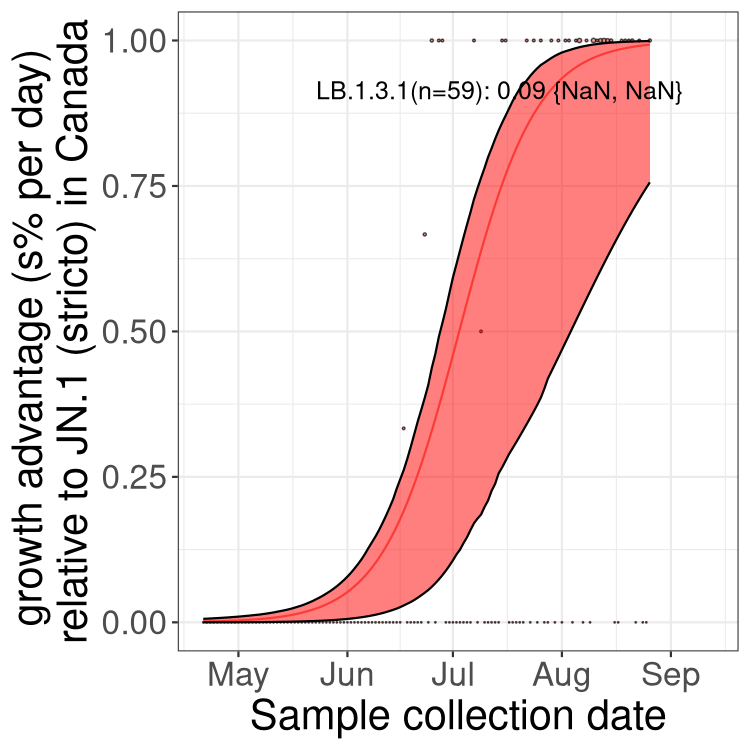 growth advantage (s% per day)
relative to JN.1 (stricto) in Canada
1.00
0.75
0.50
0.25
0.00
LB.1.3.1(n=59): 0.09 {NaN, NaN}
May Jun Jul Aug Sep
Sample collection date